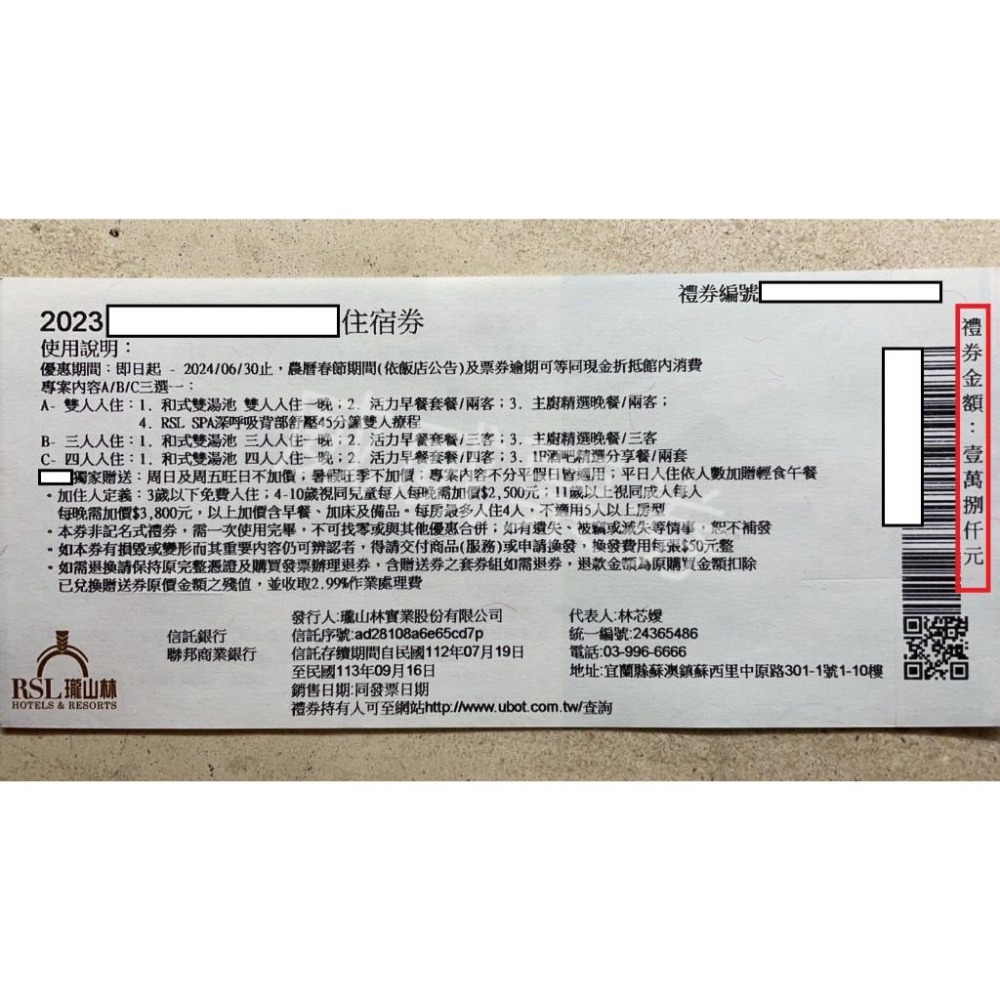 禮券編號
2023
住宿券
使用說明：
優惠期間：即日起 - 2024/06/30止，農曆春節期間(依飯店公告)及票券逾期可等同現金折抵館內消費
專案內容A/B/C三選一：
A- 雙人入住：1. 和式雙湯池 雙人入住一晚；2. 活力早餐套餐/兩客；3. 主廚精選晚餐/兩客；
4. RSL SPA深呼吸背部舒壓45分鐘雙人療程
B- 三人入住：1. 和式雙湯池 三人入住一晚；2. 活力早餐套餐/三客；3. 主廚精選晚餐/三客
C- 四人入住：1. 和式雙湯池 四人入住一晚；2. 活力早餐套餐/四客；3. 1F酒吧精選分享餐/兩套
獨家贈送：周日及周五旺日不加價；暑假旺季不加價；專案內容不分平假日皆適用；平日入住依人數加贈輕食午餐
•加住人定義：3歲以下免費入住；4-10歲視同兒童每人每晚需加價$2,500元；11歲以上視同成人每人
每晚需加價$3,800元，以上加價含早餐、加床及備品。每房最多人住4人，不適用5人以上房型
•本券非記名式禮券，需一次使用完畢，不可找零或與其他優惠合併；如有遺失、被竊或滅失等情事，恕不補發
•如本券有損毀或變形而其重要內容仍可辨認者，得請交付商品(服務)或申請換發，換發費用每張$50元整
•如需退換請保持原完整憑證及購買發票辦理退券，含贈送券之套券組如需退券，退款金額為原購買金額扣除
已兌換贈送券原價金額之殘值，並收取2.99%作業處理費
禮券金額：壹萬捌仟元
RSL 瓏山林
HOTELS & RESORTS
信託銀行
聯邦商業銀行
發行人:瓏山林實業股份有限公司
信託序號:ad28108a6e65cd7p
信託存續期間自民國112年07月19日
至民國113年09月16日
銷售日期:同發票日期
禮券持有人可至網站http://www.ubot.com.tw/查詢
代表人:林芯嬡
統一編號:24365486
電話:03-996-6666
地址:宜蘭縣蘇澳鎮蘇西里中原路301-1號1-10樓